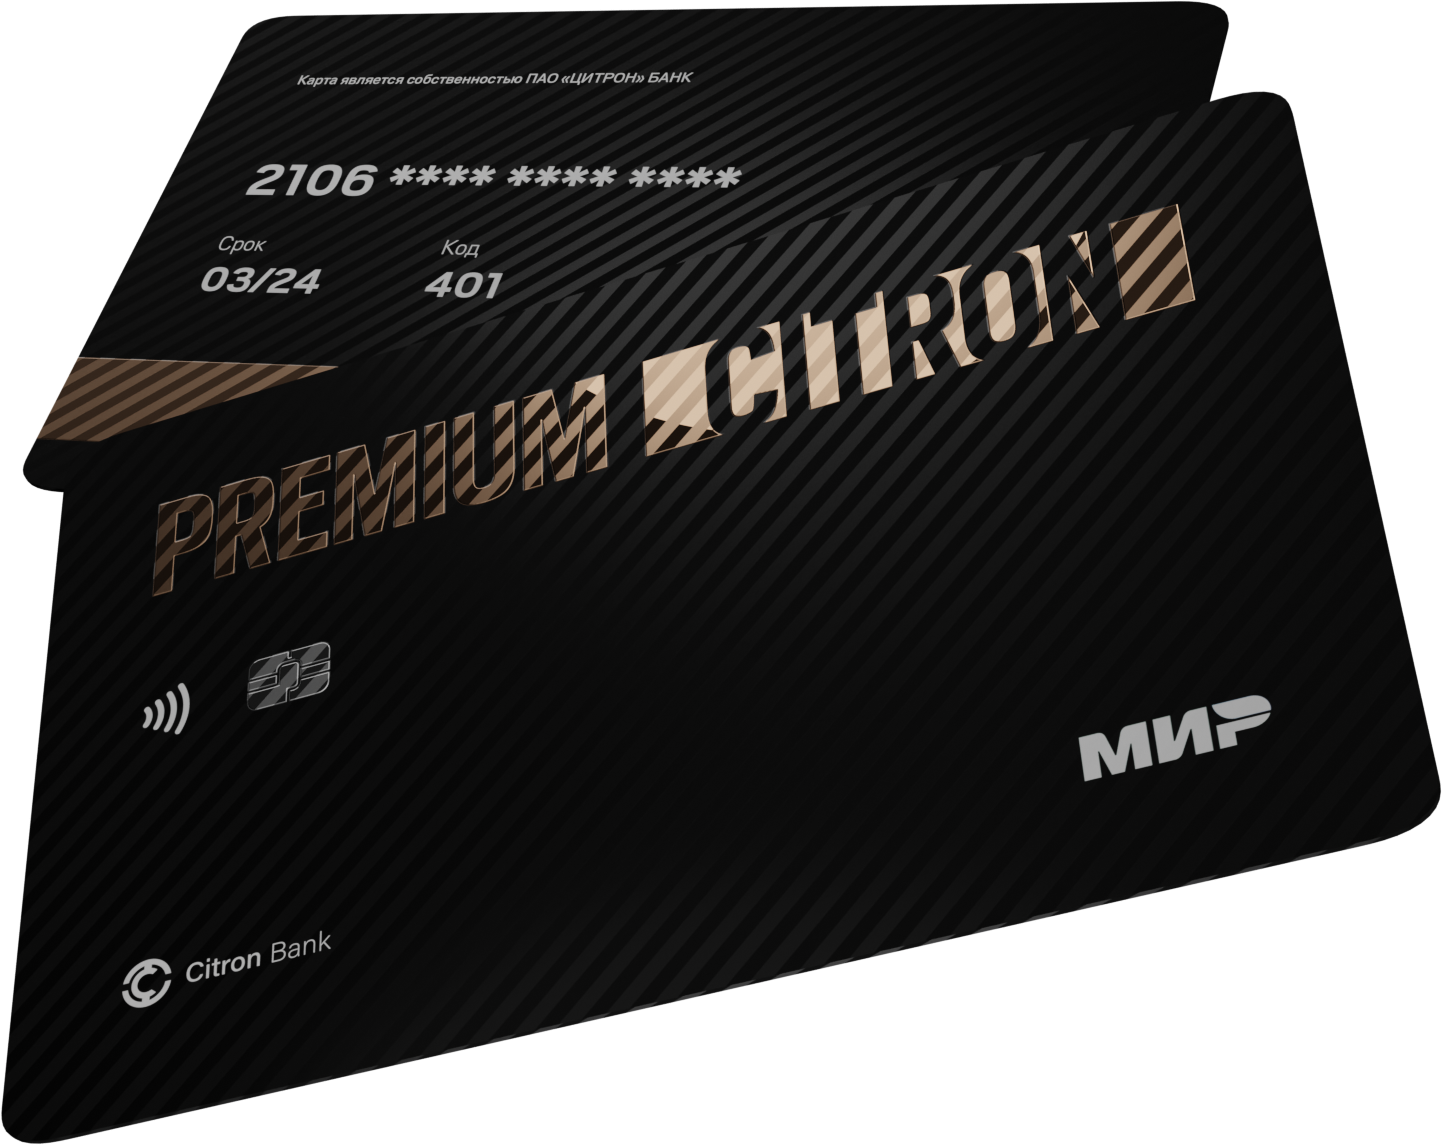 Карта является собственностью ПАО «ЦИТРОН» БАНК
2106 **** **** ****
Срок Код
03/24 401
PREMIUM CITRON
МИР
Citron Bank